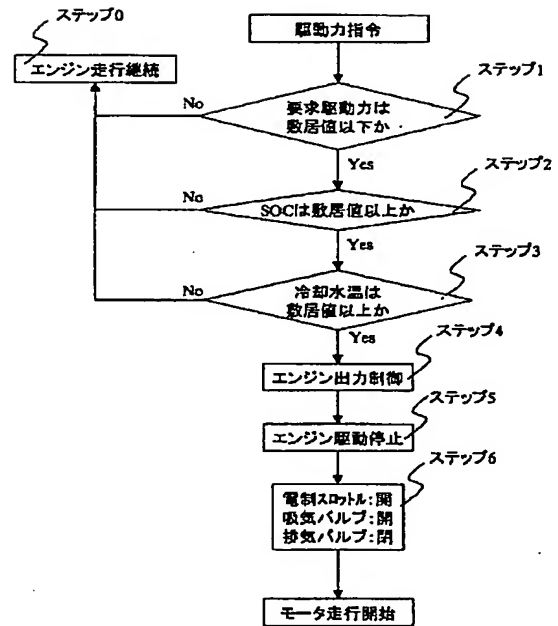 ステップ0
駆動力指令
エンジン走行継続
ステップ1
No
要求駆動力は
敷居値以下か
Yes
ステップ2
No
SOCは敷居値以上か
Yes
ステップ3
No
冷却水温は
敷居値以上か
Yes
ステップ4
エンジン出力制御
ステップ5
エンジン駆動停止
ステップ6
電制スロットル:開
吸気バルブ:開
排気バルブ:閉
モータ走行開始